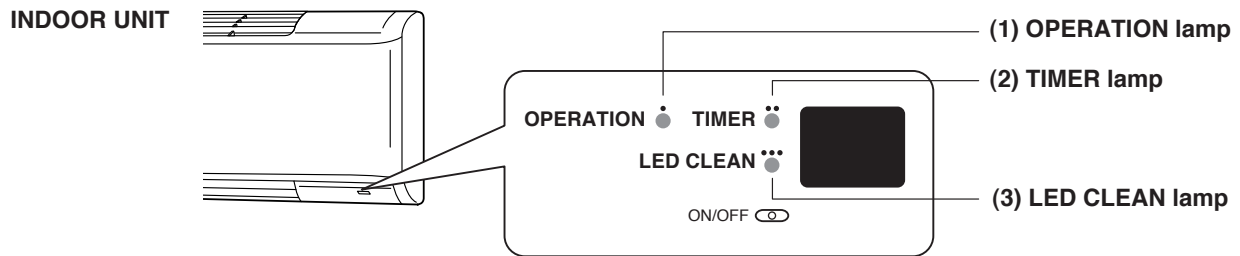 INDOOR UNIT
(1) OPERATION lamp
(2) TIMER lamp
OPERATION TIMER
LED CLEAN
(3) LED CLEAN lamp
ON/OFF